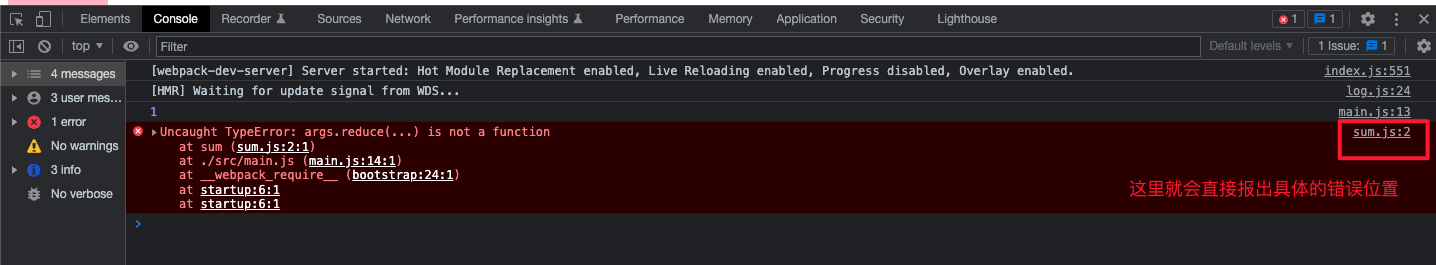 Elements Console Recorder Sources Network Performance insights Performance Memory Application Security Lighthouse 1 1
top Filter Default levels 1 Issue: 1
4 messages
3 user mes...
1 error
No warnings
3 info
No verbose
[webpack-dev-server] Server started: Hot Module Replacement enabled, Live Reloading enabled, Progress disabled, Overlay enabled. index.js:551
[HMR] Waiting for update signal from WDS... log.js:24
1 main.js:13
Uncaught TypeError: args.reduce(...) is not a function sum.js:2
at sum (sum.js:2:1)
at ./src/main.js (main.js:14:1)
at __webpack_require__ (bootstrap:24:1)
at startup:6:1
at startup:6:1
这里就会直接报出具体的错误位置